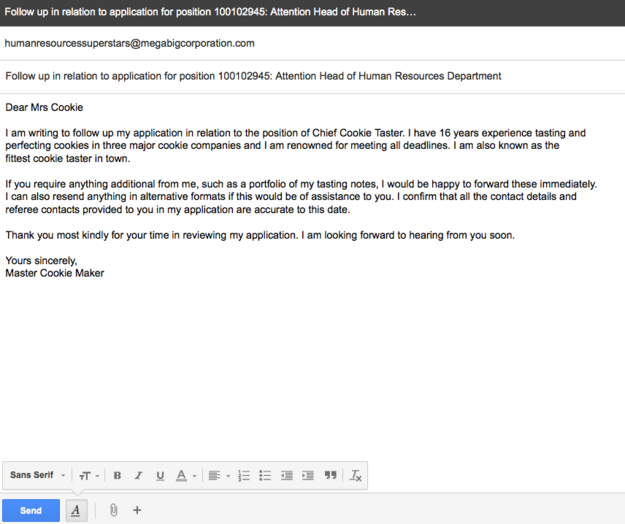 Follow up in relation to application for position 100102945: Attention Head of Human Res...
humanresourcessuperstars@megabigcorporation.com
Follow up in relation to application for position 100102945: Attention Head of Human Resources Department
Dear Mrs Cookie
I am writing to follow up my application in relation to the position of Chief Cookie Taster. I have 16 years experience tasting and
perfecting cookies in three major cookie companies and I am renowned for meeting all deadlines. I am also known as the
fittest cookie taster in town.
If you require anything additional from me, such as a portfolio of my tasting notes, I would be happy to forward these immediately.
I can also resend anything in alternative formats if this would be of assistance to you. I confirm that all the contact details and
referee contacts provided to you in my application are accurate to this date.
Thank you most kindly for your time in reviewing my application. I am looking forward to hearing from you soon.
Yours sincerely,
Master Cookie Maker
Sans Serif TT B I U A Tx
Send A